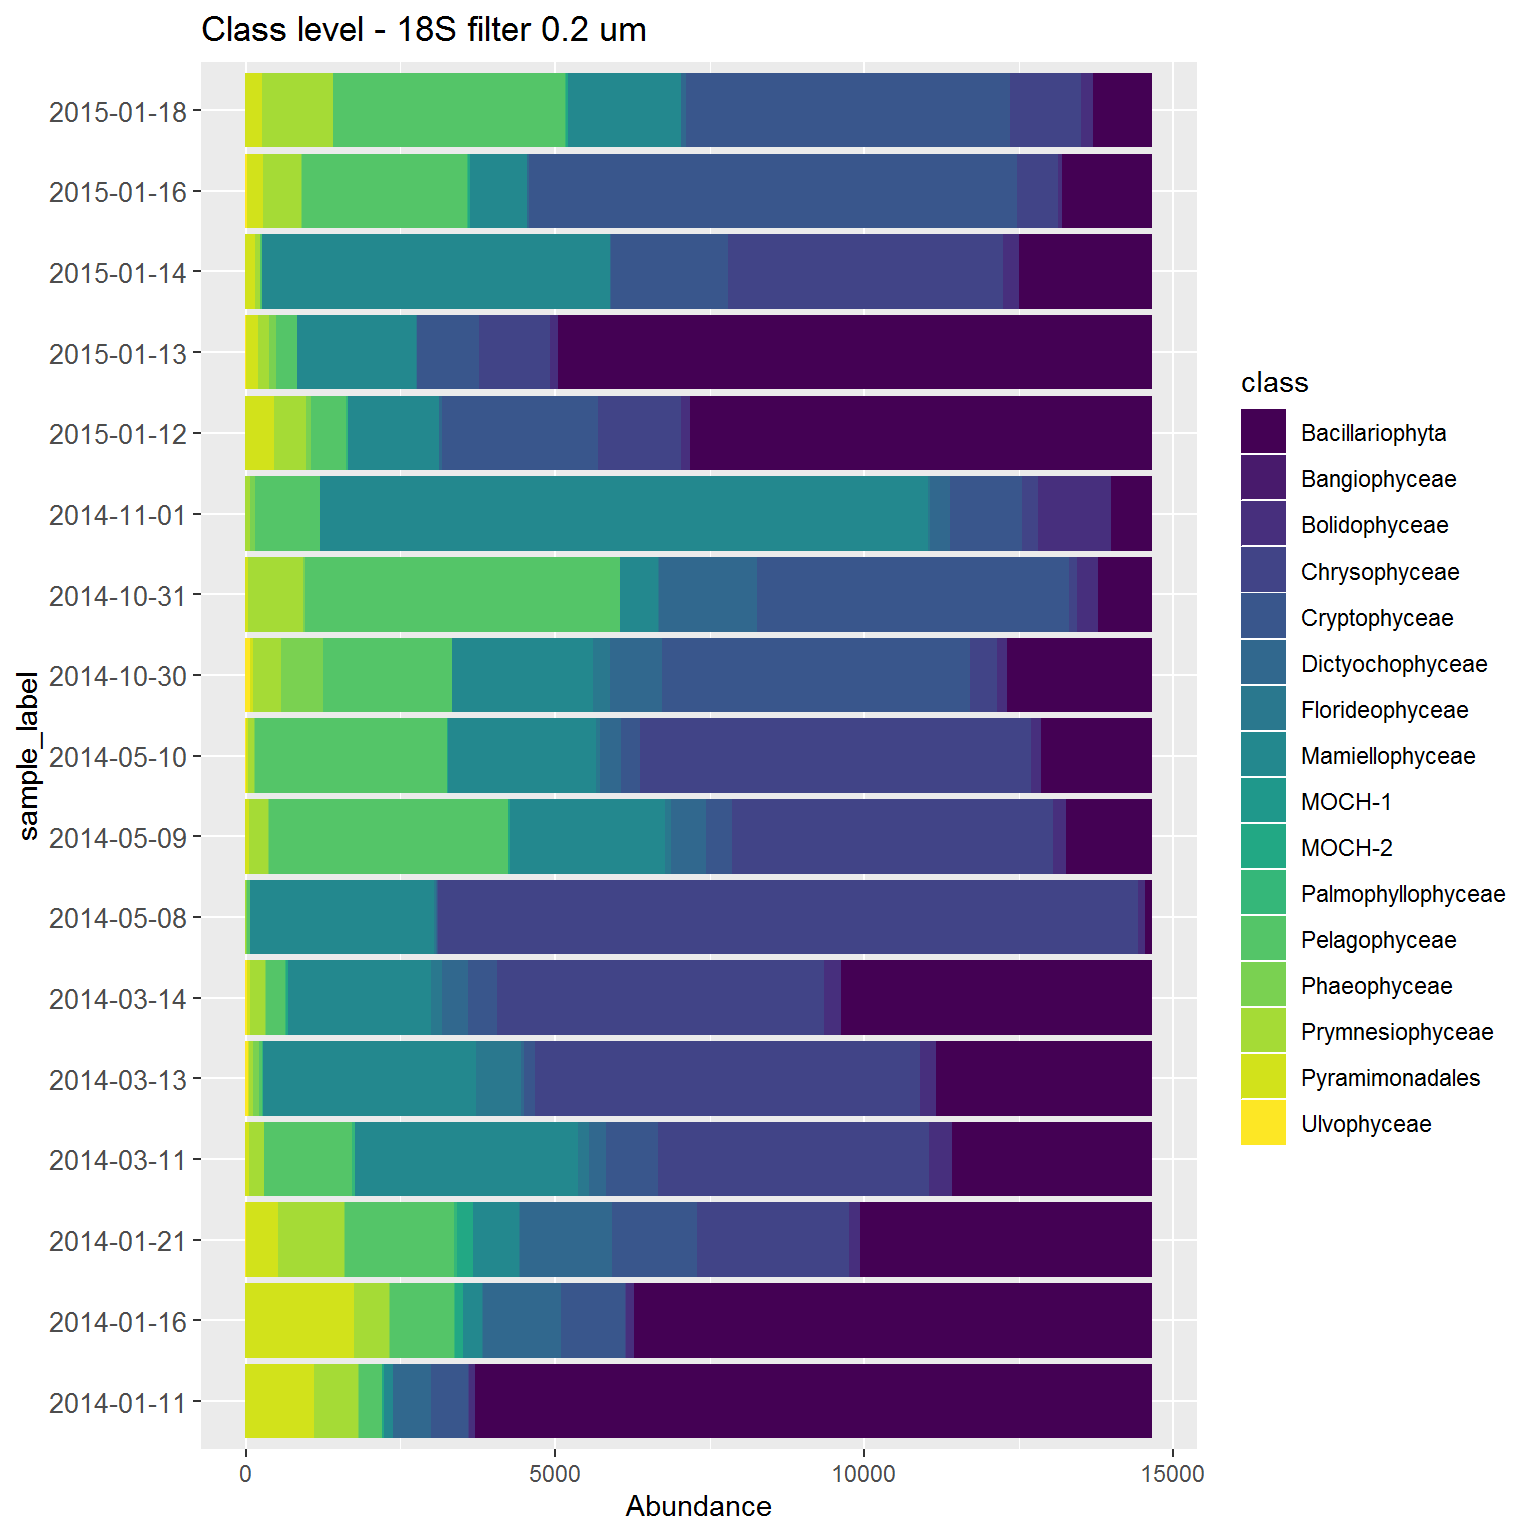 Class level - 18S filter 0.2 um
2015-01-18
2015-01-16
2015-01-14
2015-01-13
2015-01-12
2014-11-01
2014-10-31
2014-10-30
2014-05-10
2014-05-09
2014-05-08
2014-03-14
2014-03-13
2014-03-11
2014-01-21
2014-01-16
2014-01-11
sample_label
0 5000 10000 15000
Abundance
class
Bacillariophyta
Bangiophyceae
Bolidophyceae
Chrysophyceae
Cryptophyceae
Dictyochophyceae
Florideophyceae
Mamiellophyceae
MOCH-1
MOCH-2
Palmophyllophyceae
Pelagophyceae
Phaeophyceae
Prymnesiophyceae
Pyramimonadales
Ulvophyceae